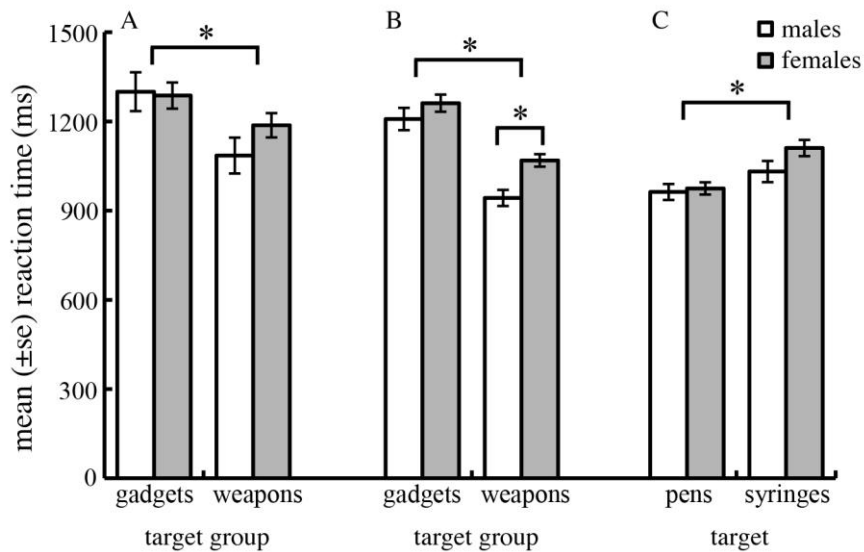 A
B
C
males
females
*
*
*
*
mean (±se) reaction time (ms)
1500
1200
900
600
300
0
gadgets weapons
target group
gadgets weapons
target group
pens syringes
target